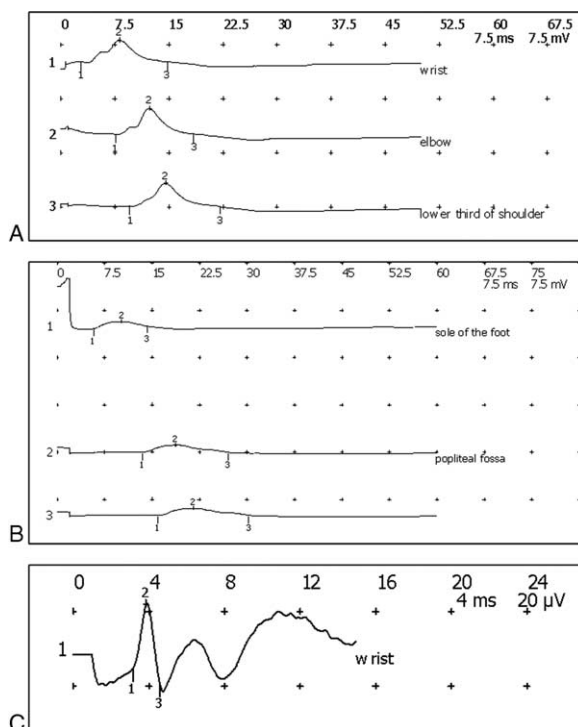 0 7.5 15 22.5 30 37.5 45 52.5 60 67.5
7.5 ms 7.5 mV
2
1
1 3
wrist
2
2
1 3
elbow
2
3
1 3
lower third of shoulder
A
0 7.5 15 22.5 30 37.5 45 52.5 60 67.5 75
7.5 ms 7.5 mV
2
1
1 3
sole of the foot
2
2
1 3
popliteal fossa
2
3
1 3
B
0 4 8 12 16 20 24
4 ms 20 µV
2
1
wrist
1 3
C